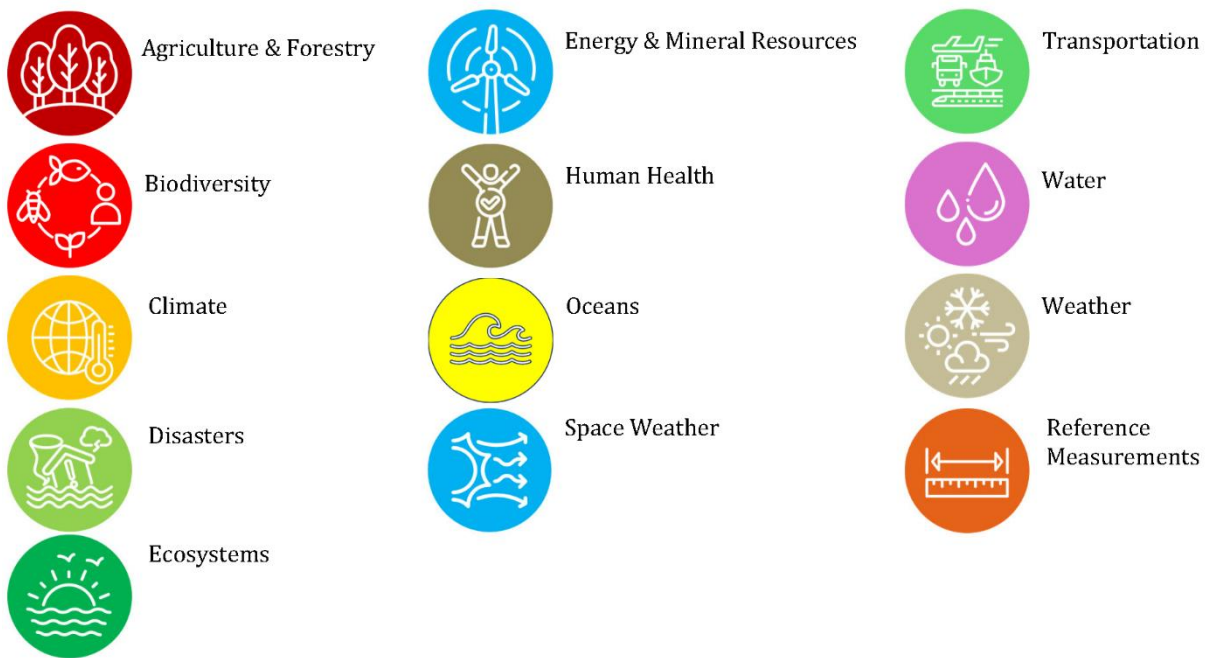 Agriculture & Forestry
Biodiversity
Climate
Disasters
Ecosystems
Energy & Mineral Resources
Human Health
Oceans
Space Weather
Transportation
Water
Weather
Reference
Measurements